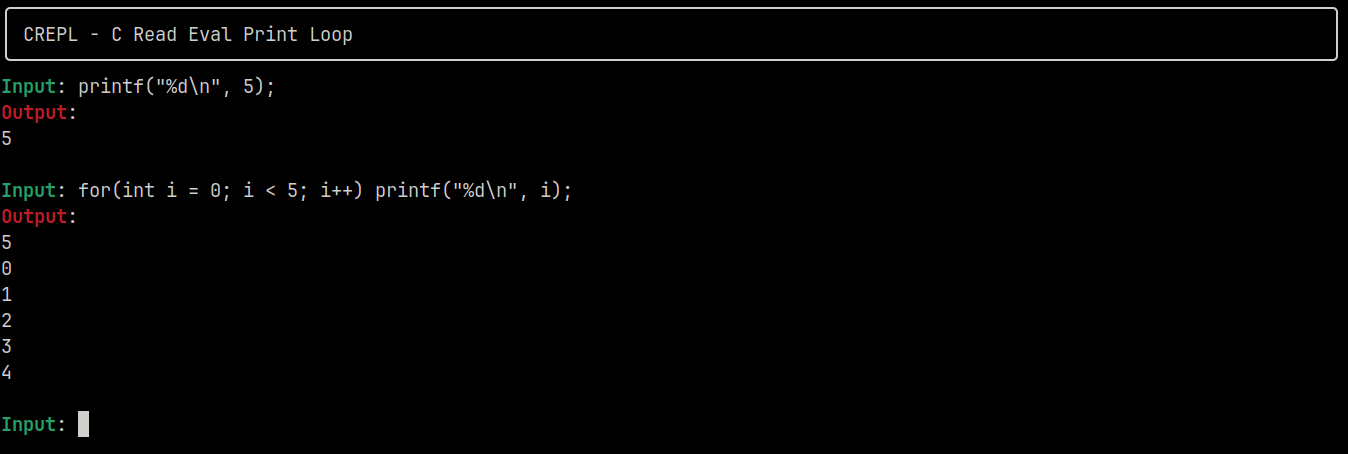 CREPL - C Read Eval Print Loop
Input: printf("%d\n", 5);
Output:
5
Input: for(int i = 0; i < 5; i++) printf("%d\n", i);
Output:
5
0
1
2
3
4
Input: